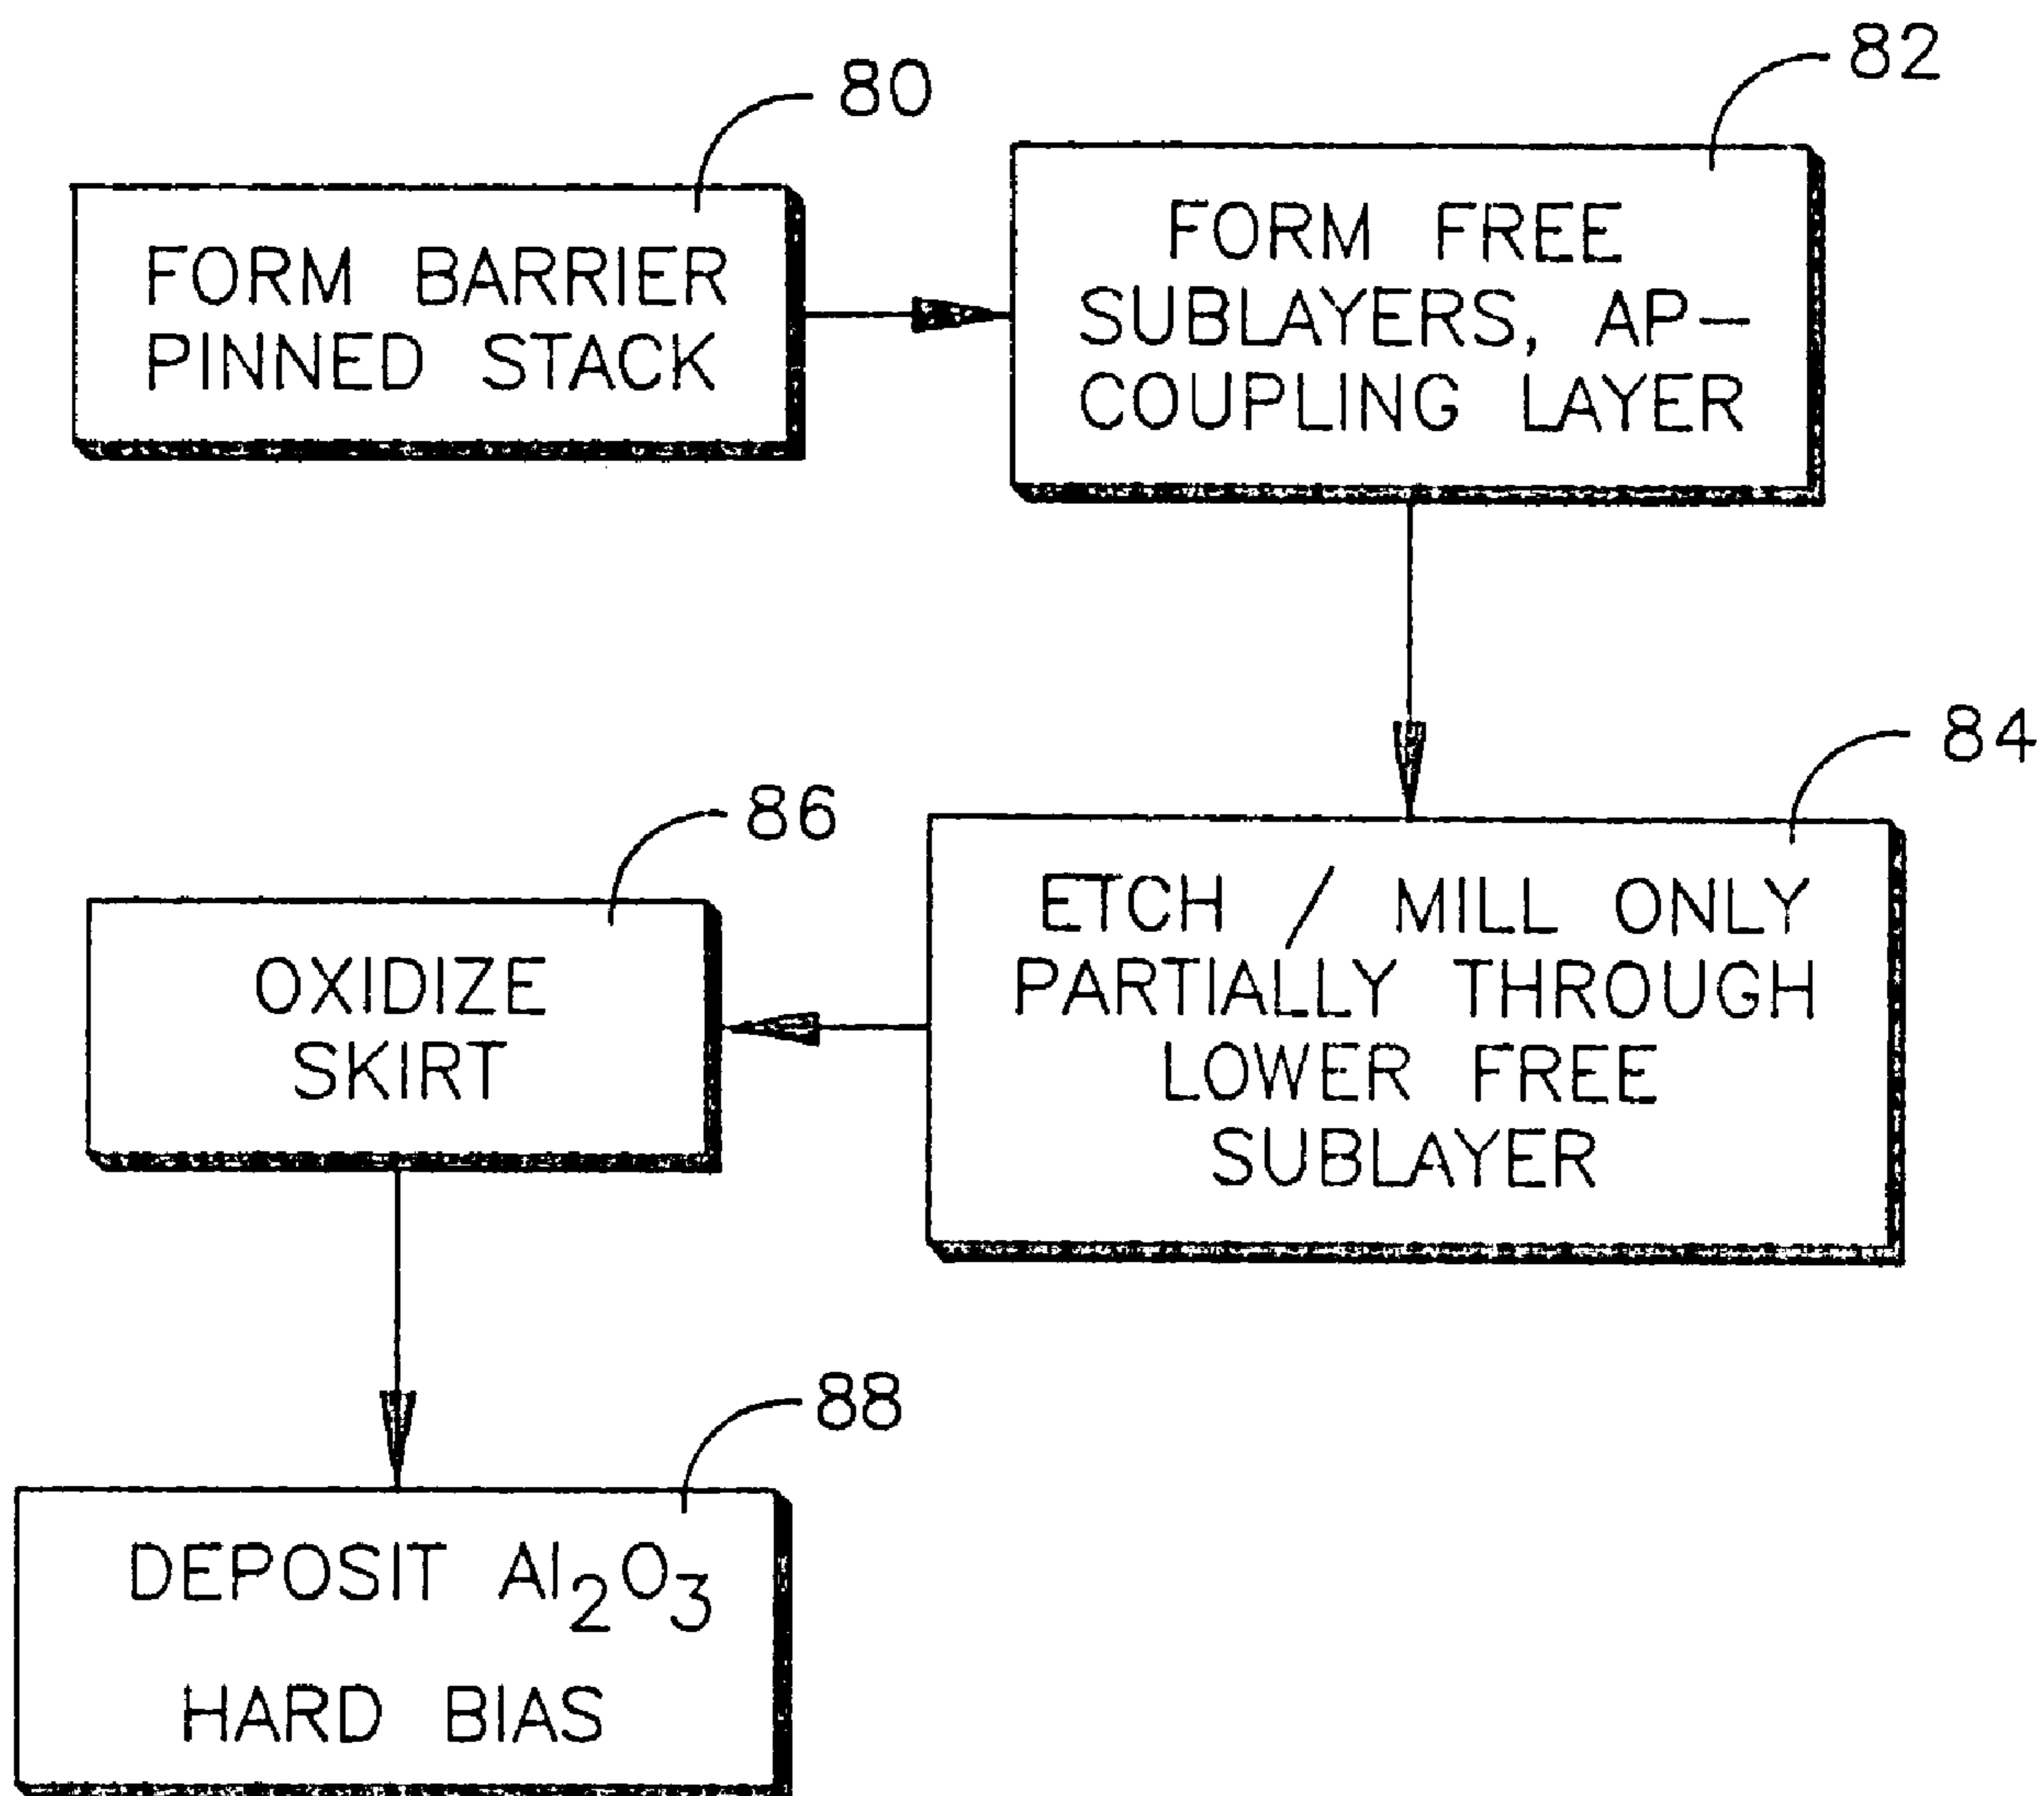 80
FORM BARRIER
PINNED STACK
82
FORM FREE
SUBLAYERS, AP–
COUPLING LAYER
84
ETCH / MILL ONLY
PARTIALLY THROUGH
LOWER FREE
SUBLAYER
86
OXIDIZE
SKIRT
88
DEPOSIT Al₂O₃
HARD BIAS